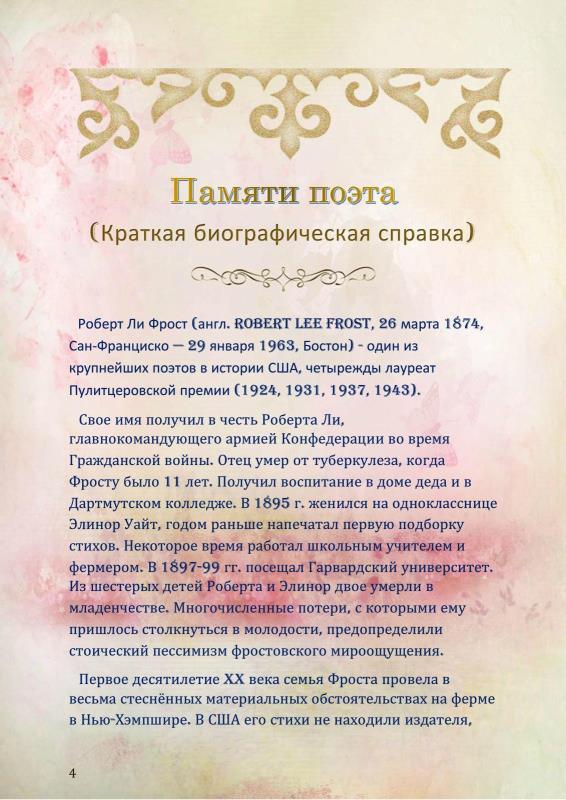 Памяти поэта
(Краткая биографическая справка)
Роберт Ли Фрост (англ. ROBERT LEE FROST, 26 марта 1874,
Сан-Франциско — 29 января 1963, Бостон) - один из
крупнейших поэтов в истории США, четырежды лауреат
Пулитцеровской премии (1924, 1931, 1937, 1943).
Свое имя получил в честь Роберта Ли,
главнокомандующего армией Конфедерации во время
Гражданской войны. Отец умер от туберкулеза, когда
Фросту было 11 лет. Получил воспитание в доме деда и в
Дартмутском колледже. В 1895 г. женился на однокласснице
Элинор Уайт, годом раньше напечатал первую подборку
стихов. Некоторое время работал школьным учителем и
фермером. В 1897-99 гг. посещал Гарвардский университет.
Из шестерых детей Роберта и Элинор двое умерли в
младенчестве. Многочисленные потери, с которыми ему
пришлось столкнуться в молодости, предопределили
стоический пессимизм фростовского мироощущения.
Первое десятилетие XX века семья Фроста провела в
весьма стеснённых материальных обстоятельствах на ферме
в Нью-Хэмпшире. В США его стихи не находили издателя,
4